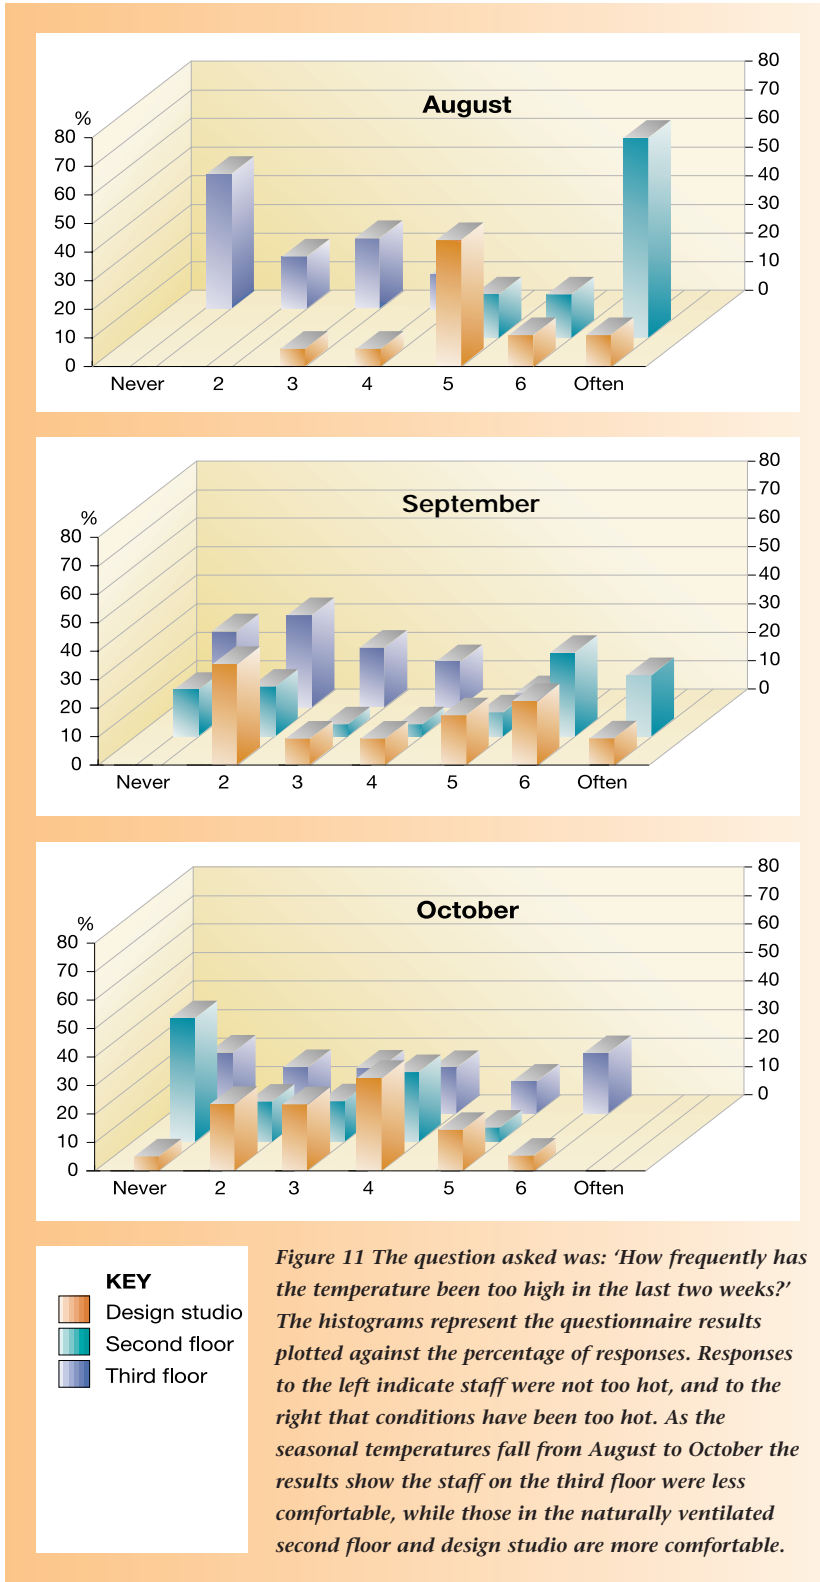 August
%
80
70
60
50
40
30
20
10
0
80
70
60
50
40
30
20
10
0
Never 2 3 4 5 6 Often
September
%
80
70
60
50
40
30
20
10
0
80
70
60
50
40
30
20
10
0
Never 2 3 4 5 6 Often
October
%
80
70
60
50
40
30
20
10
0
80
70
60
50
40
30
20
10
0
Never 2 3 4 5 6 Often
KEY
Design studio
Second floor
Third floor
Figure 11 The question asked was: ‘How frequently has
the temperature been too high in the last two weeks?’
The histograms represent the questionnaire results
plotted against the percentage of responses. Responses
to the left indicate staff were not too hot, and to the
right that conditions have been too hot. As the
seasonal temperatures fall from August to October the
results show the staff on the third floor were less
comfortable, while those in the naturally ventilated
second floor and design studio are more comfortable.